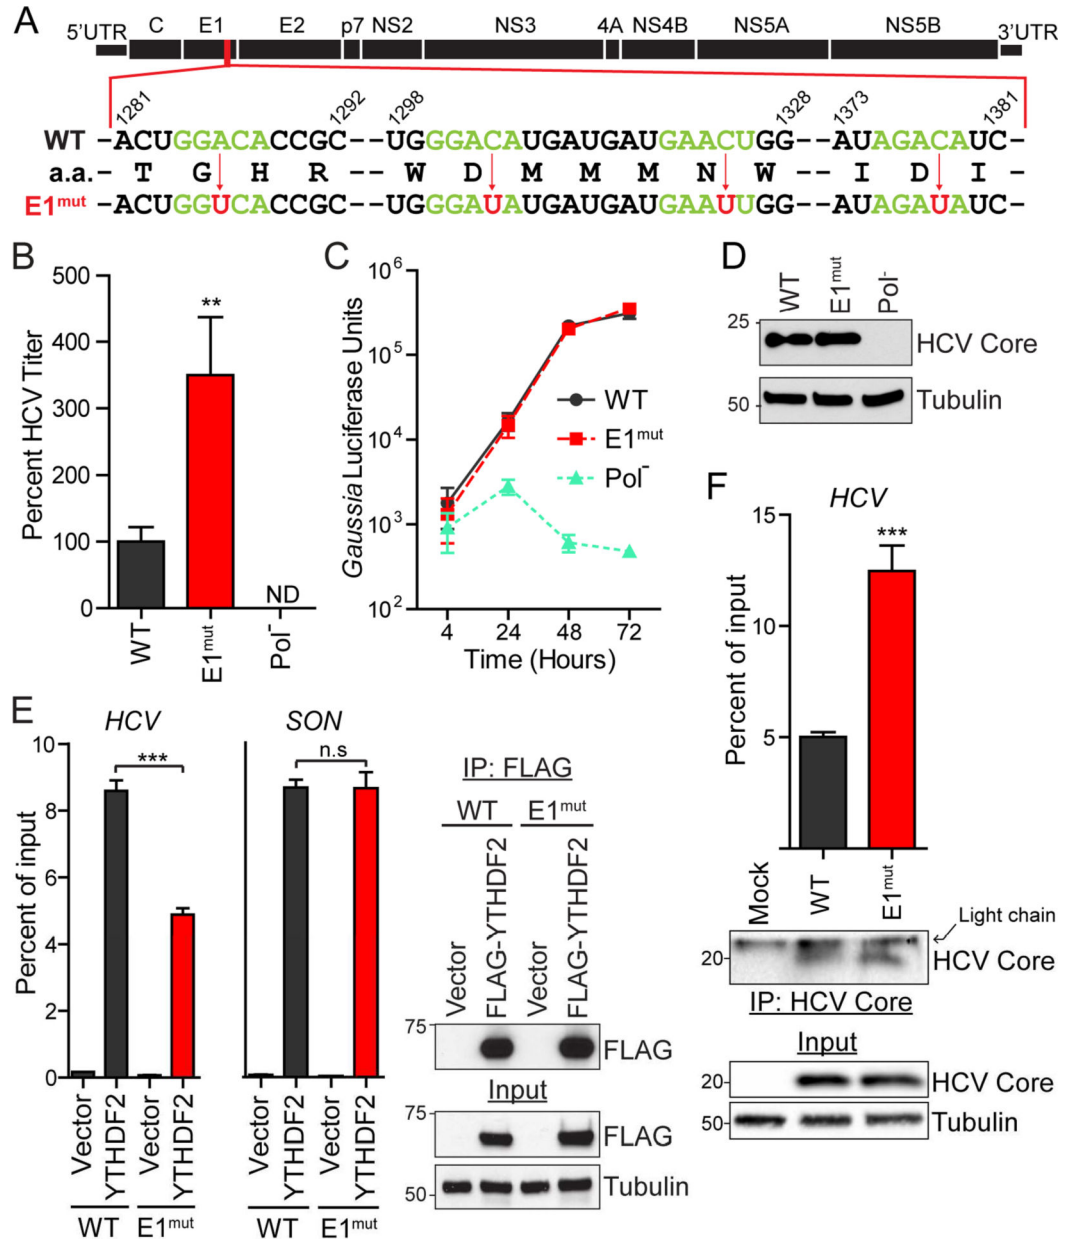 A
5'UTR C E1 E2 p7 NS2 NS3 4A NS4B NS5A NS5B 3'UTR
1281 1292 1298 1328 1373 1381
WT -ACUGGACACCGC--UGGGACAUGAUGAUGAACUGG--AUAGACAUC-
a.a.- T G H R -- W D M M M N W -- I D I -
E1mut -ACUGGUCACCGC--UGGGAUAUGAUGAUGAAUUGG--AUAGAUAUC-
B
Percent HCV Titer
500
400
300
200
100
0
**
ND
WT
E1mut
Pol-
C
Gaussia Luciferase Units
10^6
10^5
10^4
10^3
10^2
WT
E1mut
Pol-
4 24 48 72
Time (Hours)
D
WT E1mut Pol-
25
HCV Core
50
Tubulin
E
HCV
Percent of input
10
8
6
4
2
0
***
Vector YTHDF2 Vector YTHDF2
WT E1mut
SON
n.s
Vector YTHDF2 Vector YTHDF2
WT E1mut
IP: FLAG
WT E1mut
Vector FLAG-YTHDF2 Vector FLAG-YTHDF2
75
FLAG
Input
75
FLAG
50
Tubulin
F
HCV
Percent of input
15
10
5
***
Mock WT E1mut
Light chain
20
HCV Core
IP: HCV Core
Input
20
HCV Core
50
Tubulin